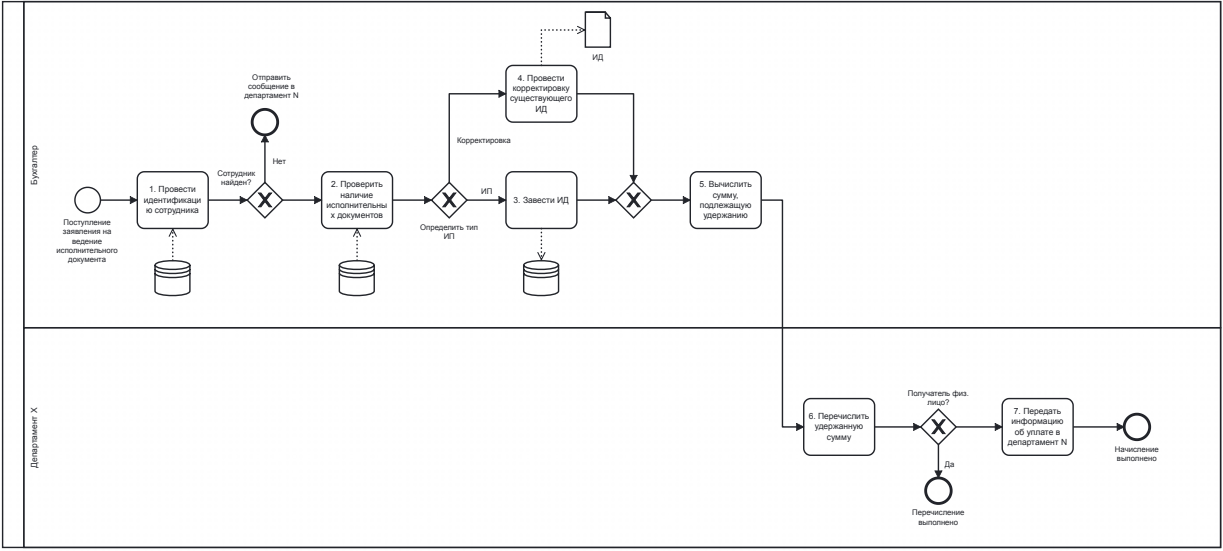 Бухгалтер
Поступление
заявления на
ведение
исполнительного
документа
1. Провести
идентификаци
ю сотрудника
Сотрудник
найден?
Нет
Отправить
сообщение в
департамент N
2. Проверить
наличие
исполнительны
х документов
Определить тип
ИП
Корректировка
ИП
4. Провести
корректировку
существующего
ИД
ИД
3. Завести ИД
5. Вычислить
сумму,
подлежащую
удержанию
Департамент X
6. Перечислить
удержанную
сумму
Получатель физ.
лицо?
Да
Перечисление
выполнено
7. Передать
информацию
об уплате в
департамент N
Начисление
выполнено